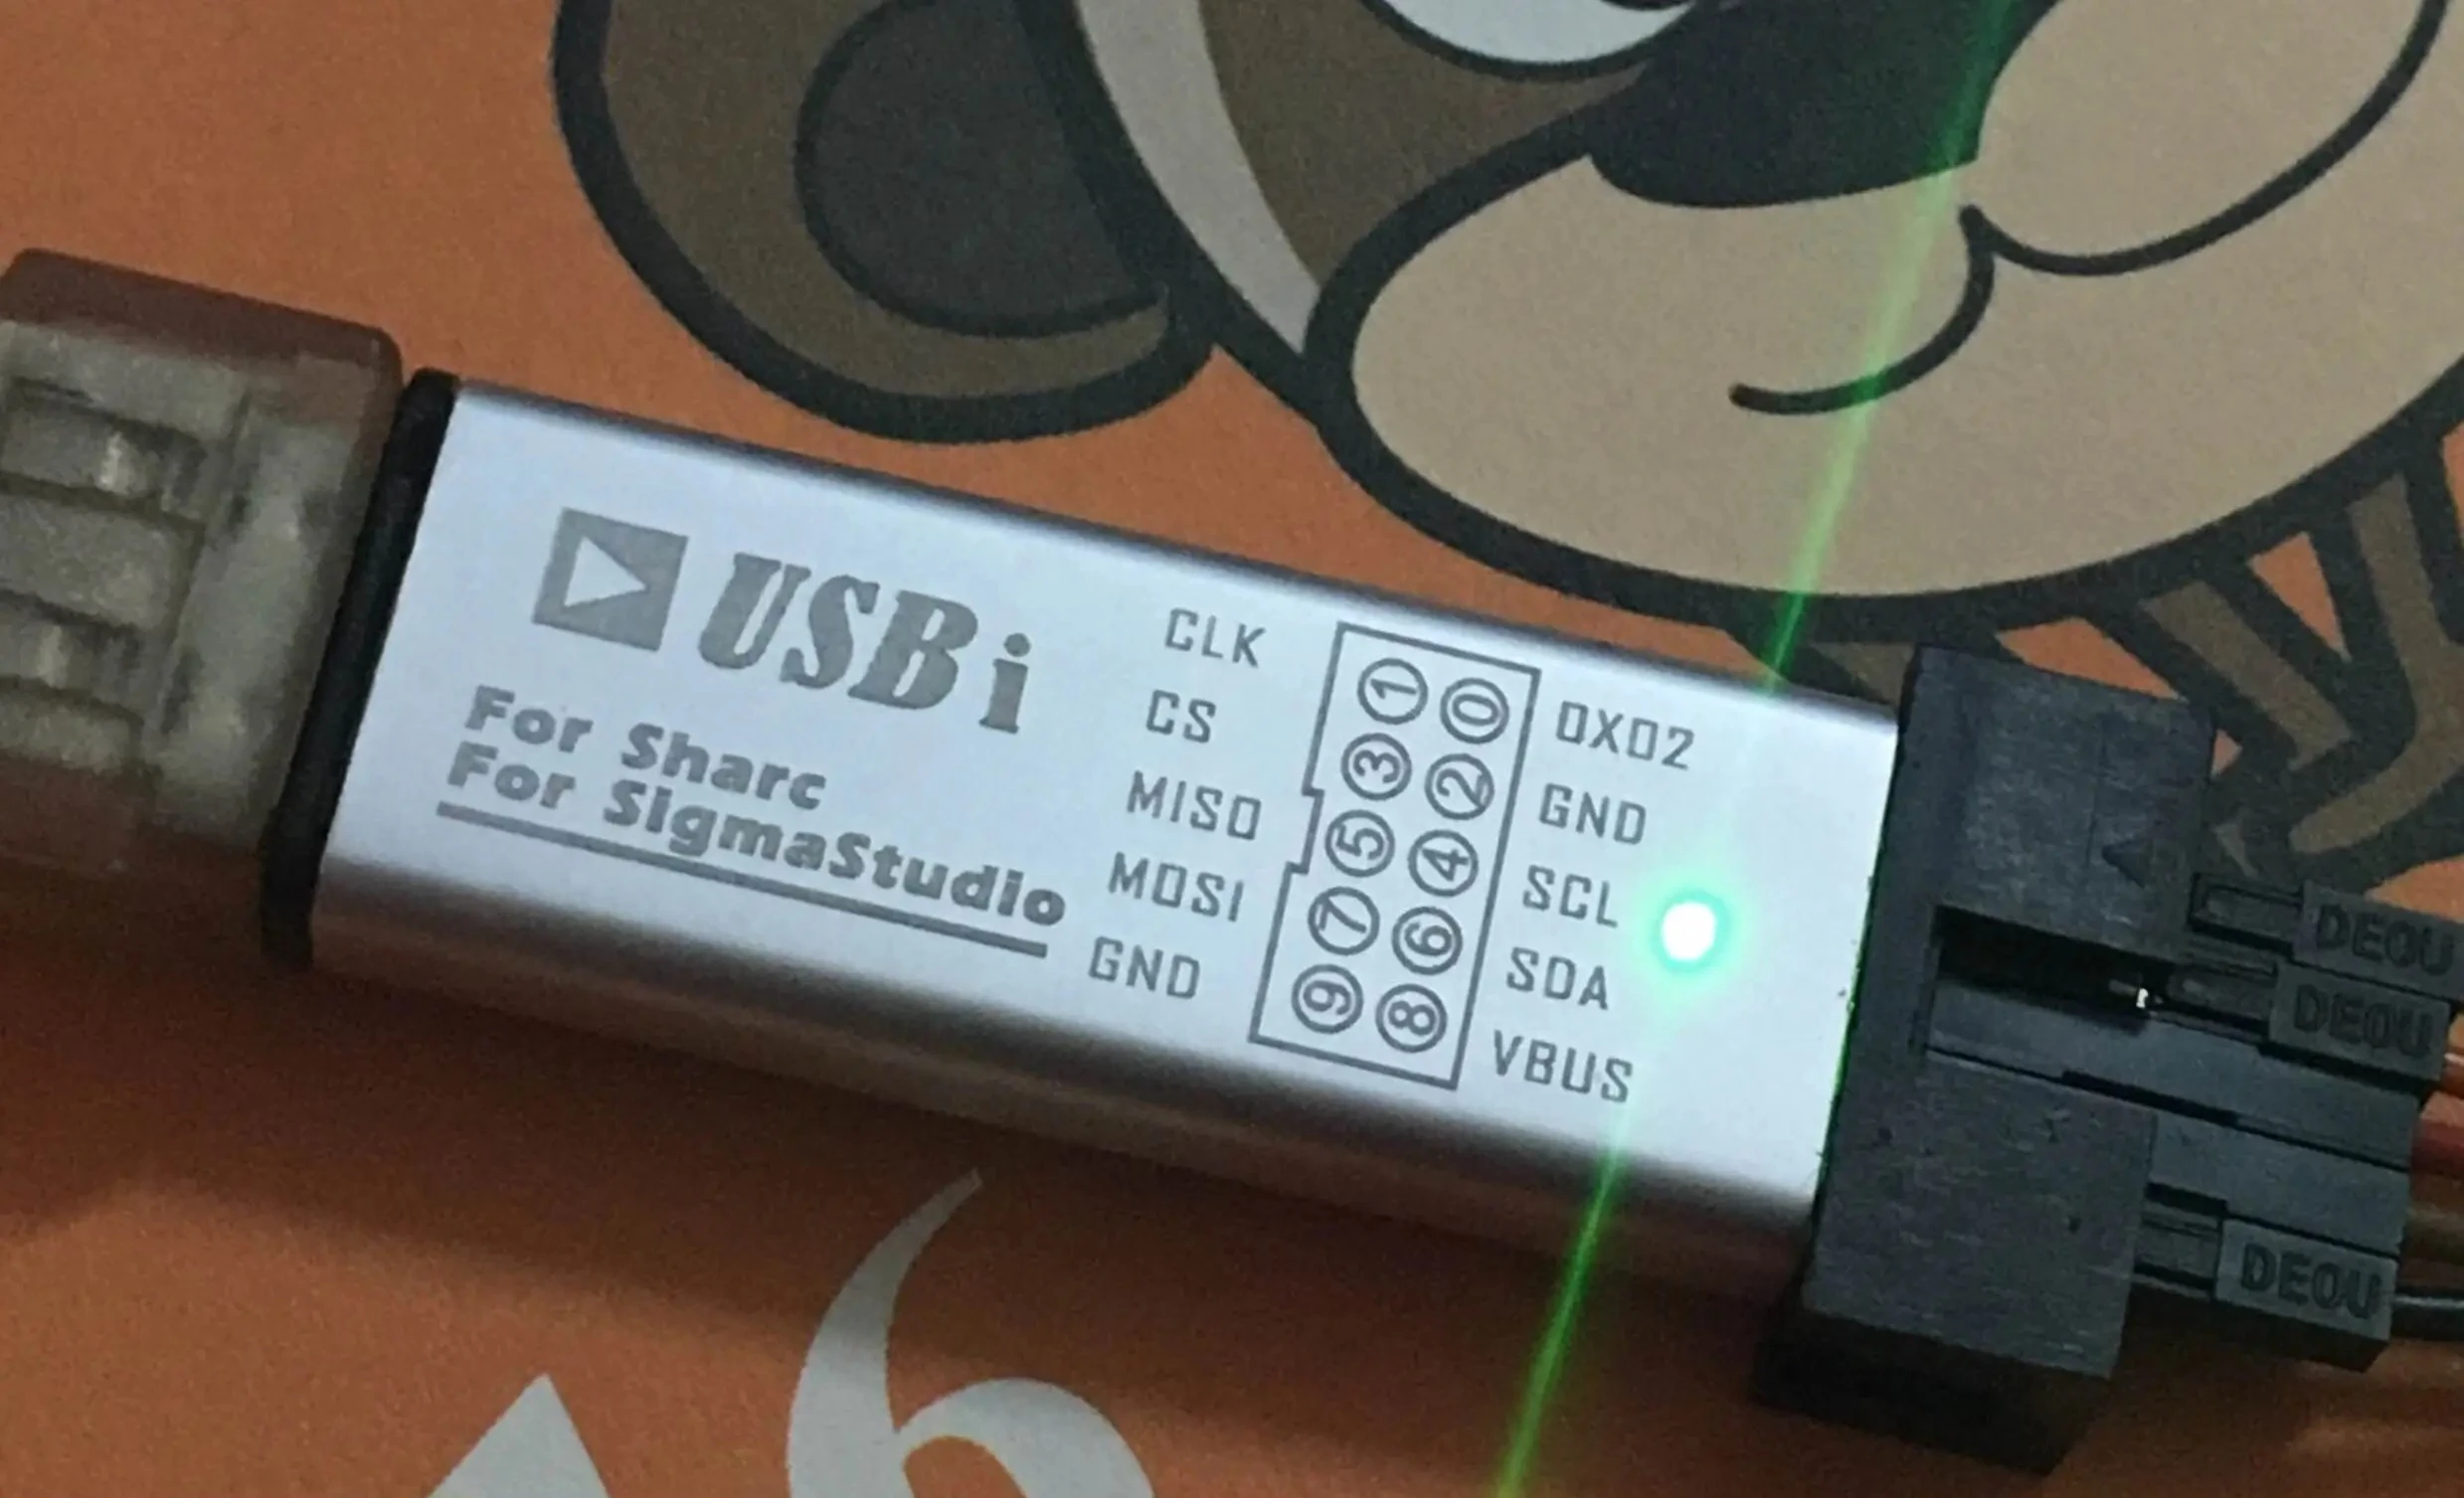 USBi
For Sharc
For SigmaStudio
CLK
CS
MISO
MOSI
GND
1 0
3 2
5 4
7 6
9 8
0X02
GND
SCL
SDA
VBUS
DEOU
DEOU
DEOU